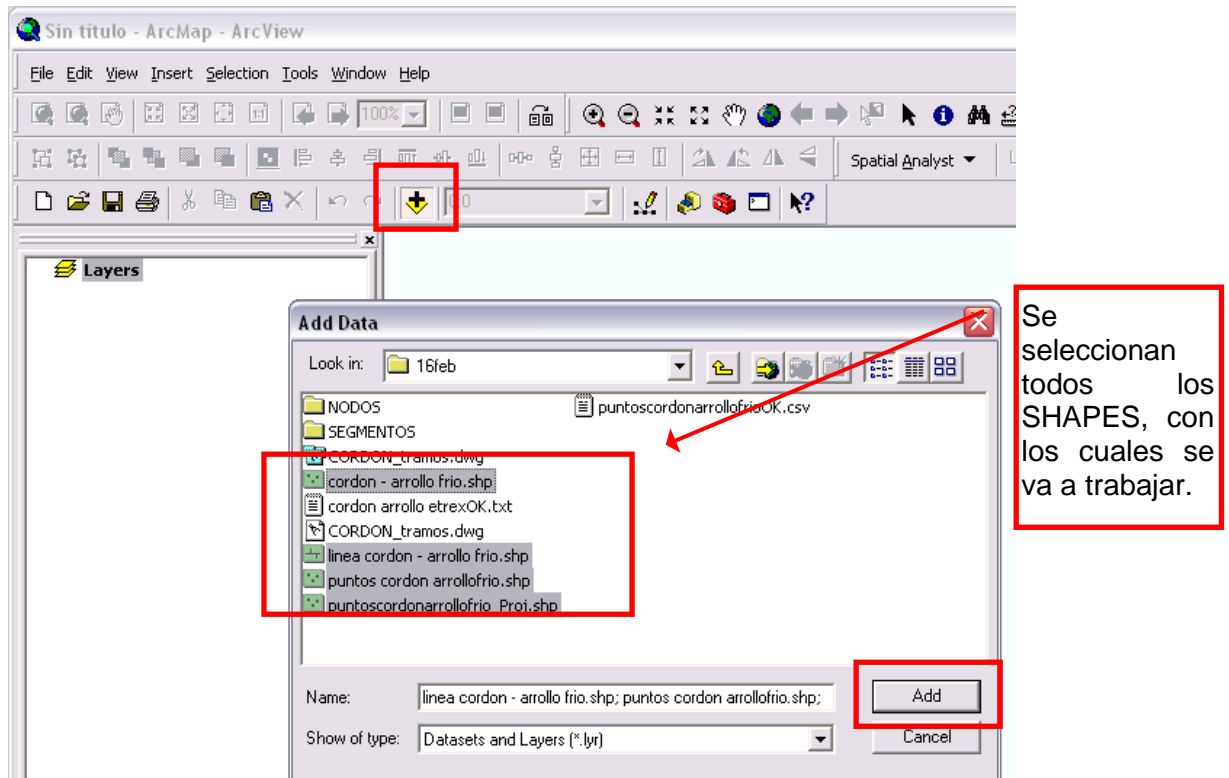 Sin título - ArcMap - ArcView
File Edit View Insert Selection Tools Window Help
100%
Spatial Analyst
Layers
Add Data
Look in: 16feb
NODOS
SEGMENTOS
CORDON_tramos.dwg
cordon - arrollo frio.shp
cordon arrollo etrexOK.txt
CORDON_tramos.dwg
linea cordon - arrollo frio.shp
puntos cordon arrollofrio.shp
puntoscordonarrollofrio_Proj.shp
puntoscordonarrollofrioOK.csv
Name: linea cordon - arrollo frio.shp; puntos cordon arrollofrio.shp;
Add
Show of type: Datasets and Layers (*.lyr)
Cancel
Se
seleccionan
todos los
SHAPES, con
los cuales se
va a trabajar.